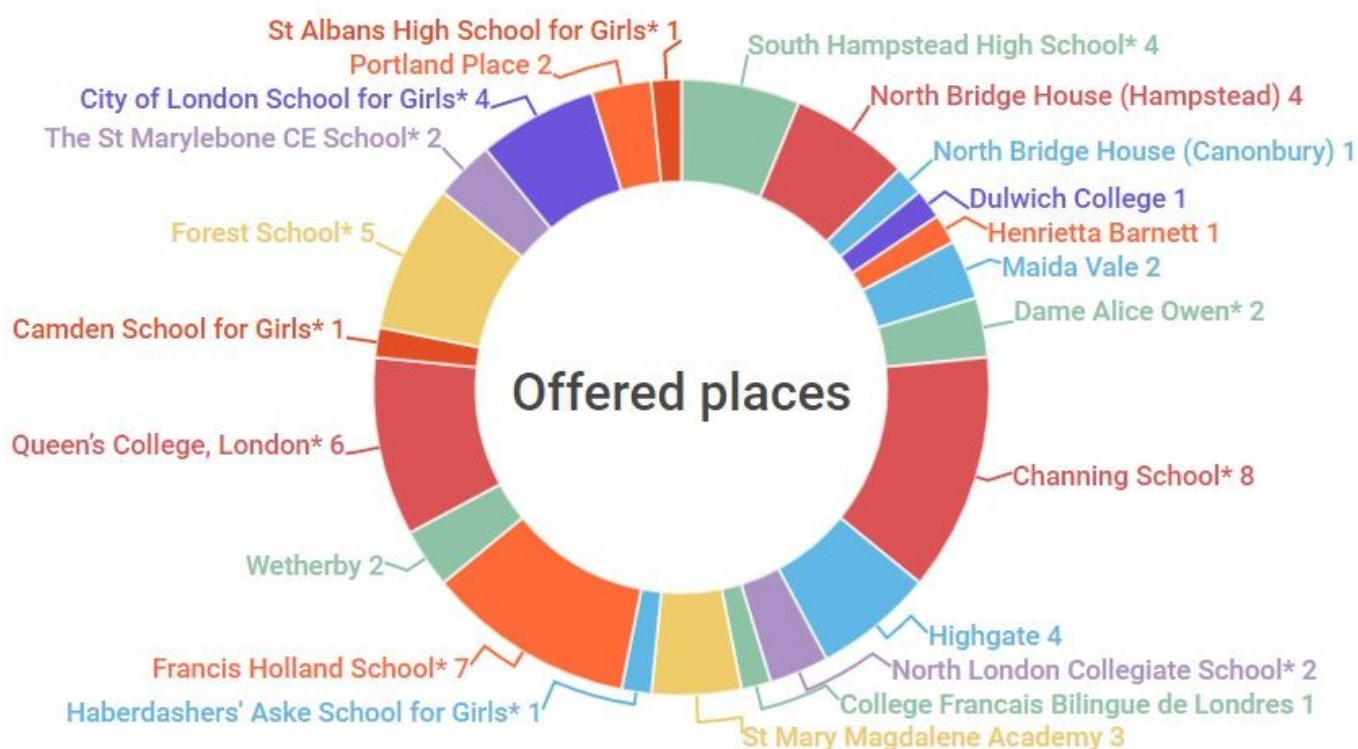 St Albans High School for Girls* 1
South Hampstead High School* 4
Portland Place 2
North Bridge House (Hampstead) 4
City of London School for Girls* 4
The St Marylebone CE School* 2
North Bridge House (Canonbury) 1
Dulwich College 1
Forest School* 5
Henrietta Barnett 1
Maida Vale 2
Dame Alice Owen* 2
Camden School for Girls* 1
Offered places
Queen's College, London* 6
Channing School* 8
Wetherby 2
Highgate 4
Francis Holland School* 7
North London Collegiate School* 2
College Francais Bilingue de Londres 1
Haberdashers' Aske School for Girls* 1
St Mary Magdalene Academy 3